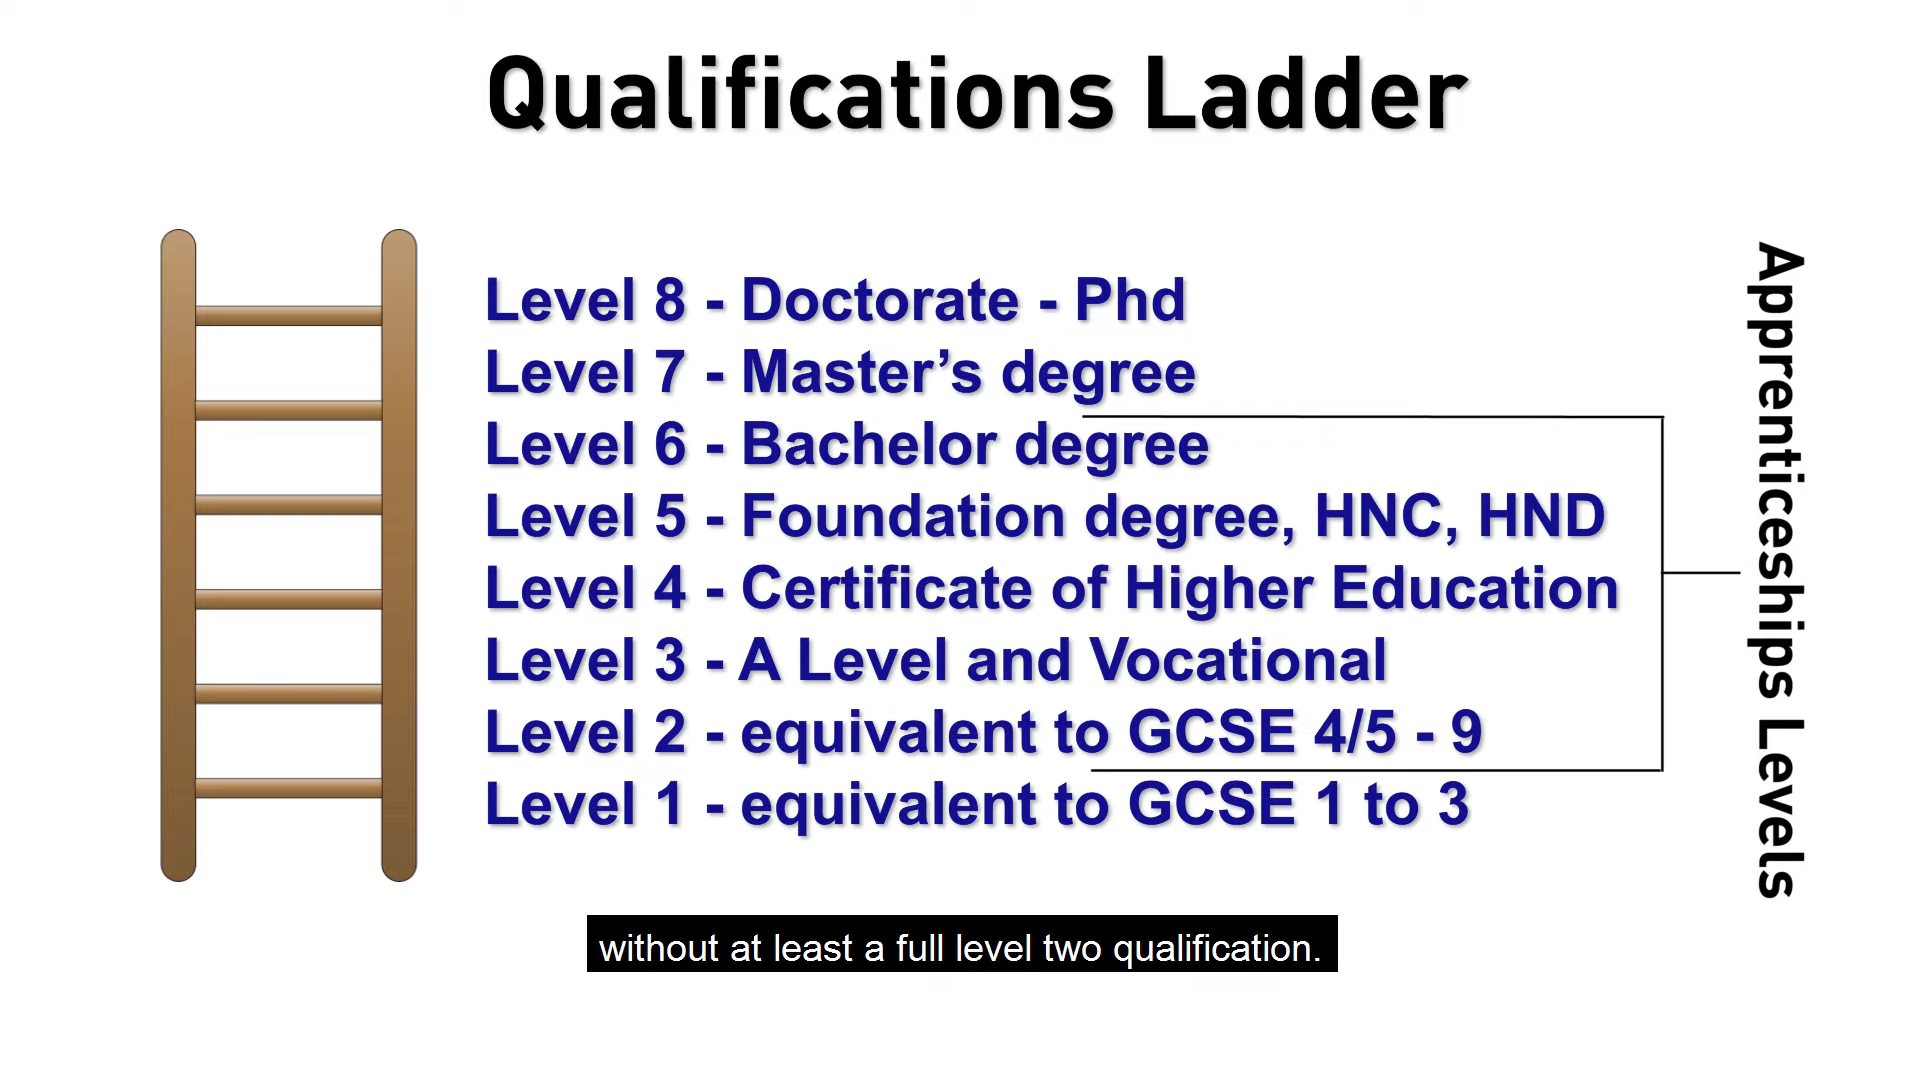 Qualifications Ladder
Level 8 - Doctorate - Phd
Level 7 - Master’s degree
Level 6 - Bachelor degree
Level 5 - Foundation degree, HNC, HND
Level 4 - Certificate of Higher Education
Level 3 - A Level and Vocational
Level 2 - equivalent to GCSE 4/5 - 9
Level 1 - equivalent to GCSE 1 to 3
Apprenticeships Levels
without at least a full level two qualification.